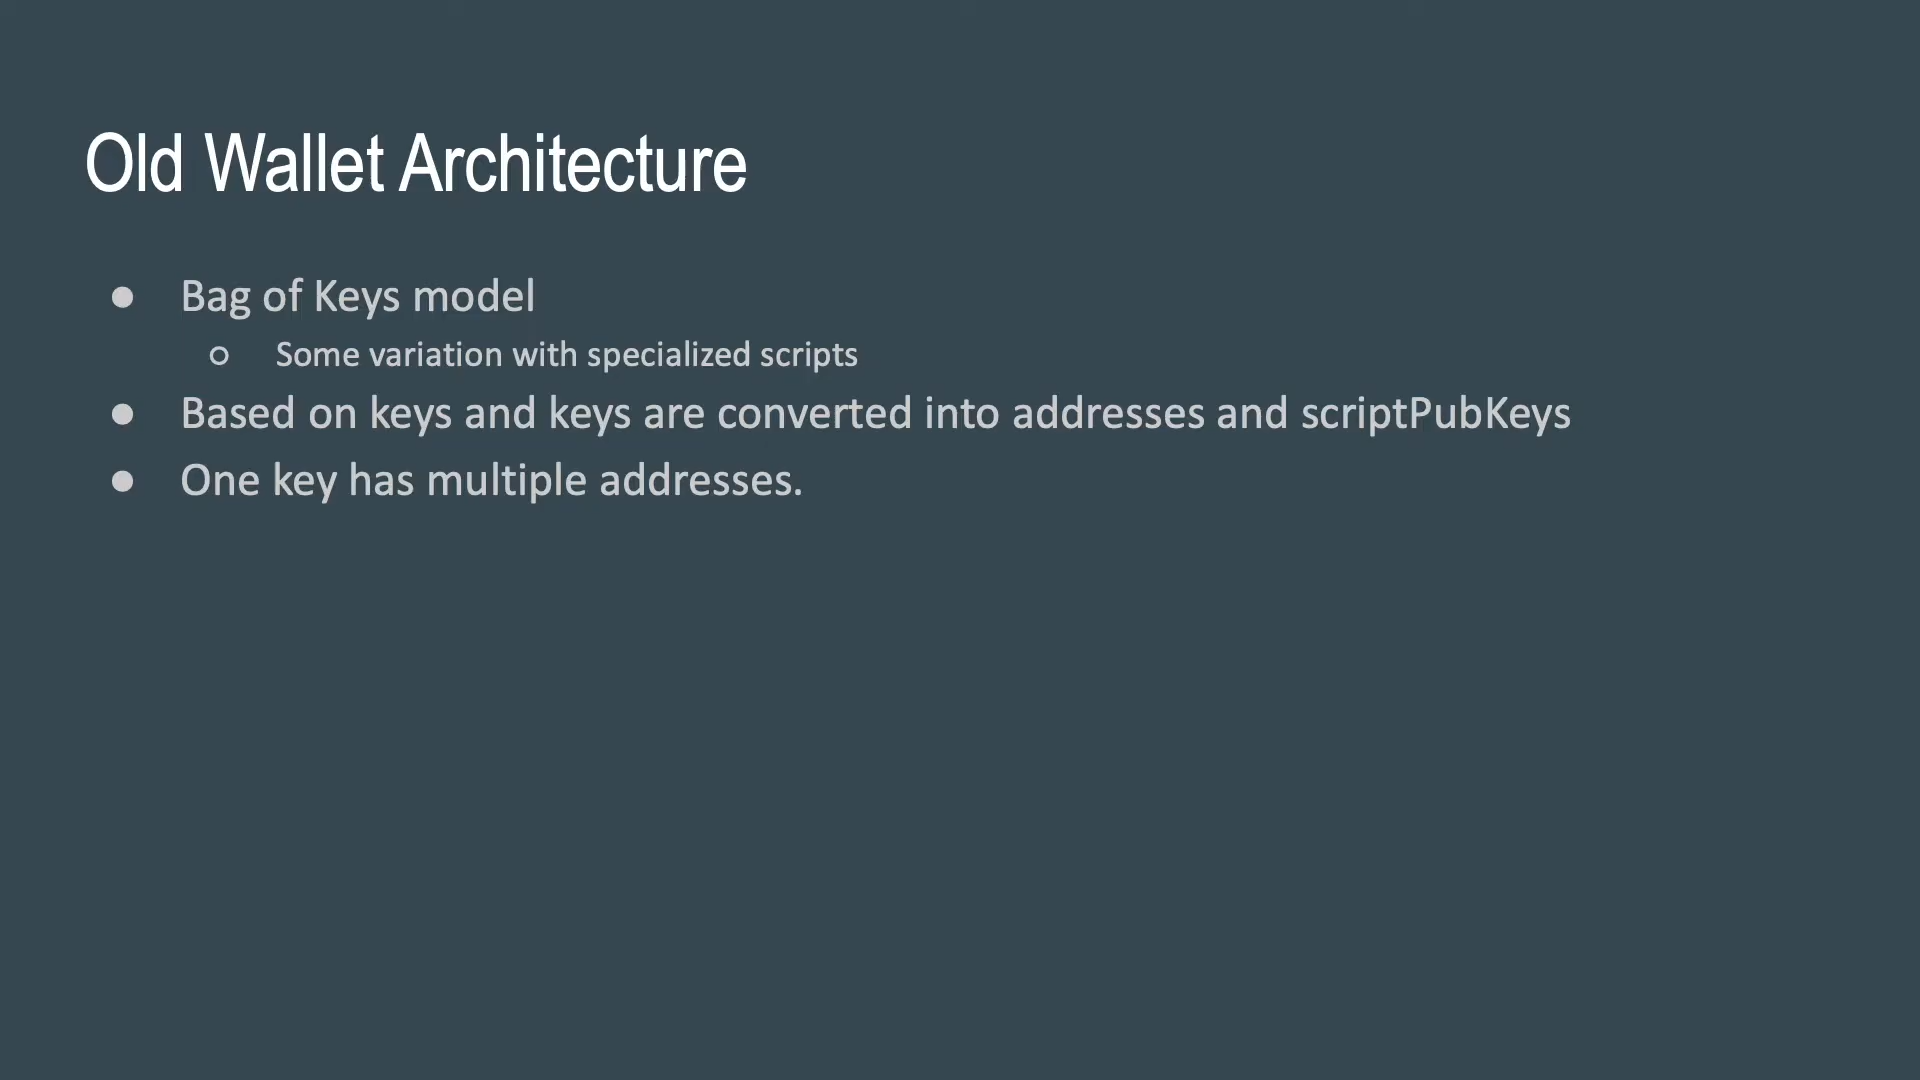 Old Wallet Architecture
● Bag of Keys model
○ Some variation with specialized scripts
● Based on keys and keys are converted into addresses and scriptPubKeys
● One key has multiple addresses.